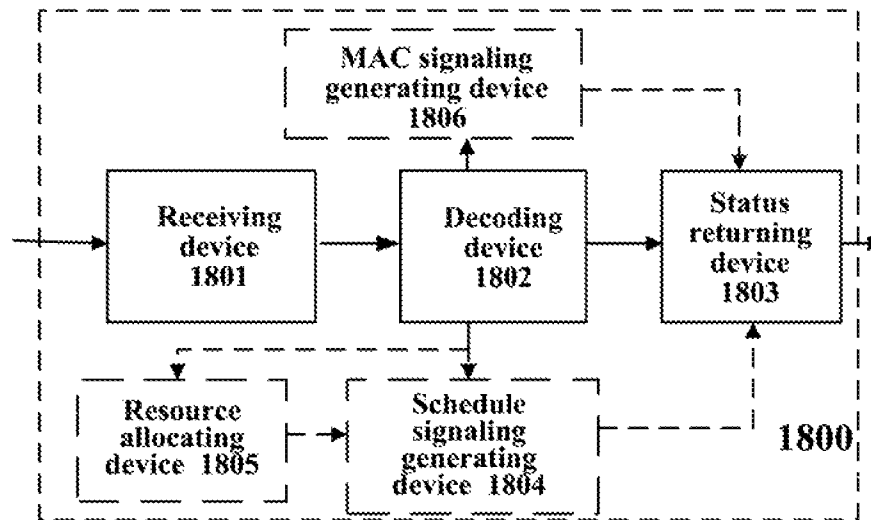 MAC signaling
generating device
1806
Receiving
device
1801
Decoding
device
1802
Status
returning
device
1803
Resource
allocating
device 1805
Schedule
signaling
generating
device 1804
1800